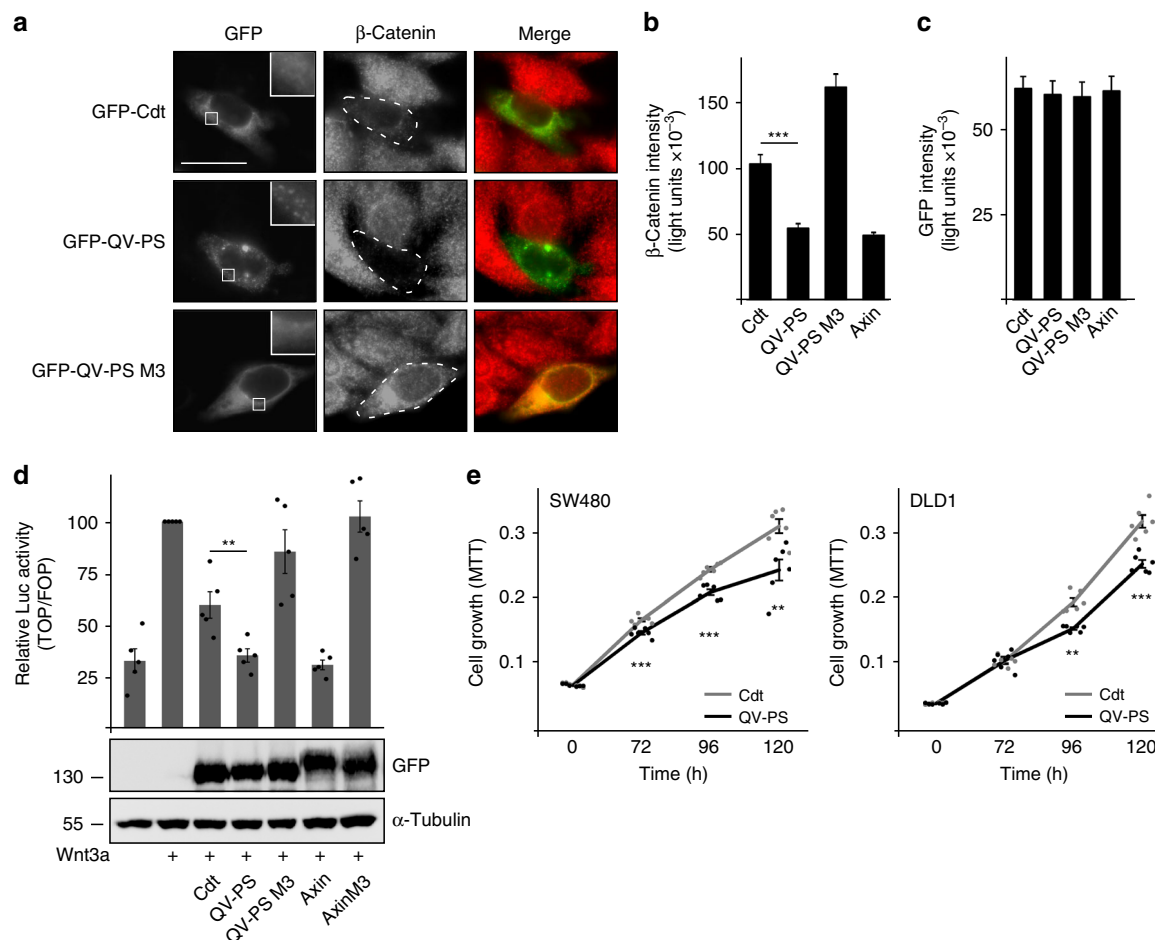 a
GFP
β-Catenin
Merge
GFP-Cdt
GFP-QV-PS
GFP-QV-PS M3
b
β-Catenin intensity
(light units ×10⁻³)
150
100
50
***
Cdt
QV-PS
QV-PS M3
Axin
c
GFP intensity
(light units ×10⁻³)
50
25
Cdt
QV-PS
QV-PS M3
Axin
d
Relative Luc activity
(TOP/FOP)
100
75
50
25
**
130
GFP
55
α-Tubulin
Wnt3a + + + + + +
Cdt
QV-PS
QV-PS M3
Axin
AxinM3
e
SW480
Cell growth (MTT)
0.3
0.2
0.1
***
***
**
Cdt
QV-PS
0 72 96 120
Time (h)
DLD1
Cell growth (MTT)
0.3
0.2
0.1
**
***
Cdt
QV-PS
0 72 96 120
Time (h)